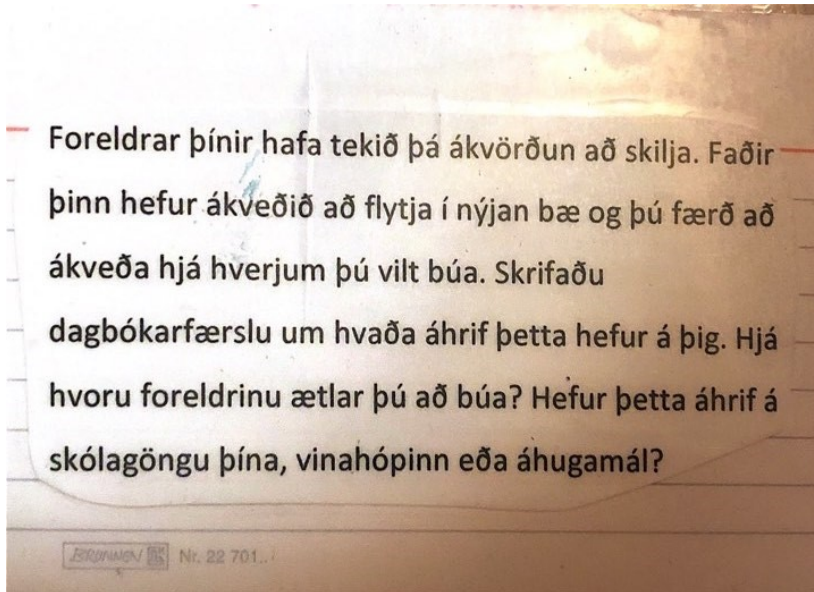 Foreldrar þínir hafa tekið þá ákvörðun að skilja. Faðir
þinn hefur ákveðið að flytja í nýjan bæ og þú færð að
ákveða hjá hverjum þú vilt búa. Skrifaðu
dagbókarfærslu um hvaða áhrif þetta hefur á þig. Hjá
hvoru foreldrinu ætlar þú að búa? Hefur þetta áhrif á
skólagöngu þína, vinahópinn eða áhugamál?
Nr. 22 701..